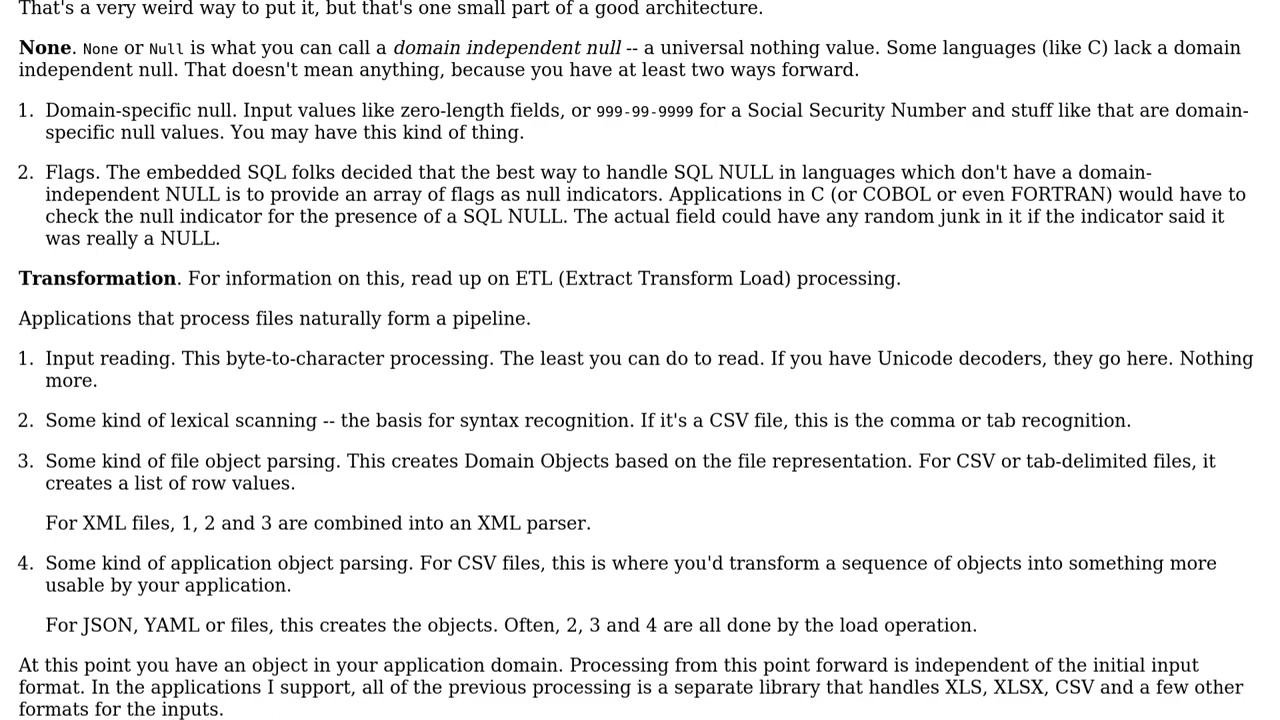 That's a very weird way to put it, but that's one small part of a good architecture.
None. None or Null is what you can call a domain independent null -- a universal nothing value. Some languages (like C) lack a domain
independent null. That doesn't mean anything, because you have at least two ways forward.
1. Domain-specific null. Input values like zero-length fields, or 999-99-9999 for a Social Security Number and stuff like that are domain-
specific null values. You may have this kind of thing.
2. Flags. The embedded SQL folks decided that the best way to handle SQL NULL in languages which don't have a domain-
independent NULL is to provide an array of flags as null indicators. Applications in C (or COBOL or even FORTRAN) would have to
check the null indicator for the presence of a SQL NULL. The actual field could have any random junk in it if the indicator said it
was really a NULL.
Transformation. For information on this, read up on ETL (Extract Transform Load) processing.
Applications that process files naturally form a pipeline.
1. Input reading. This byte-to-character processing. The least you can do to read. If you have Unicode decoders, they go here. Nothing
more.
2. Some kind of lexical scanning -- the basis for syntax recognition. If it's a CSV file, this is the comma or tab recognition.
3. Some kind of file object parsing. This creates Domain Objects based on the file representation. For CSV or tab-delimited files, it
creates a list of row values.
For XML files, 1, 2 and 3 are combined into an XML parser.
4. Some kind of application object parsing. For CSV files, this is where you'd transform a sequence of objects into something more
usable by your application.
For JSON, YAML or files, this creates the objects. Often, 2, 3 and 4 are all done by the load operation.
At this point you have an object in your application domain. Processing from this point forward is independent of the initial input
format. In the applications I support, all of the previous processing is a separate library that handles XLS, XLSX, CSV and a few other
formats for the inputs.